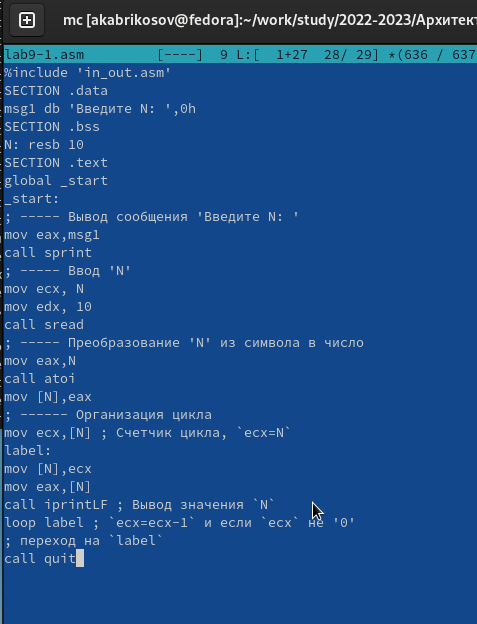 mc [akabrikosov@fedora]:~/work/study/2022-2023/Архитек
lab9-1.asm [----] 9 L:[ 1+27 28/ 29] *(636 / 637
%include 'in_out.asm'
SECTION .data
msg1 db 'Введите N: ',0h
SECTION .bss
N: resb 10
SECTION .text
global _start
_start:
; ----- Вывод сообщения 'Введите N: '
mov eax,msg1
call sprint
; ----- Ввод 'N'
mov ecx, N
mov edx, 10
call sread
; ----- Преобразование 'N' из символа в число
mov eax,N
call atoi
mov [N],eax
; ------ Организация цикла
mov ecx,[N] ; Счетчик цикла, `ecx=N`
label:
mov [N],ecx
mov eax,[N]
call iprintLF ; Вывод значения `N`
loop label ; `ecx=ecx-1` и если `ecx` не '0'
; переход на `label`
call quit